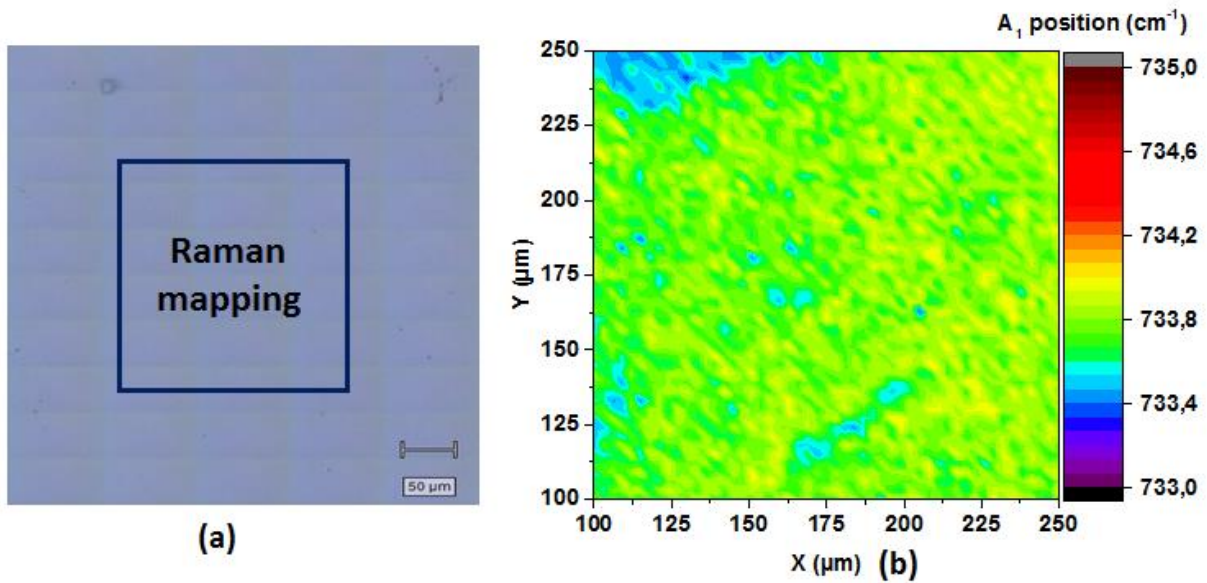 Raman
mapping
50 µm
(a)
A₁ position (cm⁻¹)
250
225
200
175
150
125
100
Y (µm)
100
125
150
175
200
225
250
X (µm)
(b)
735,0
734,6
734,2
733,8
733,4
733,0